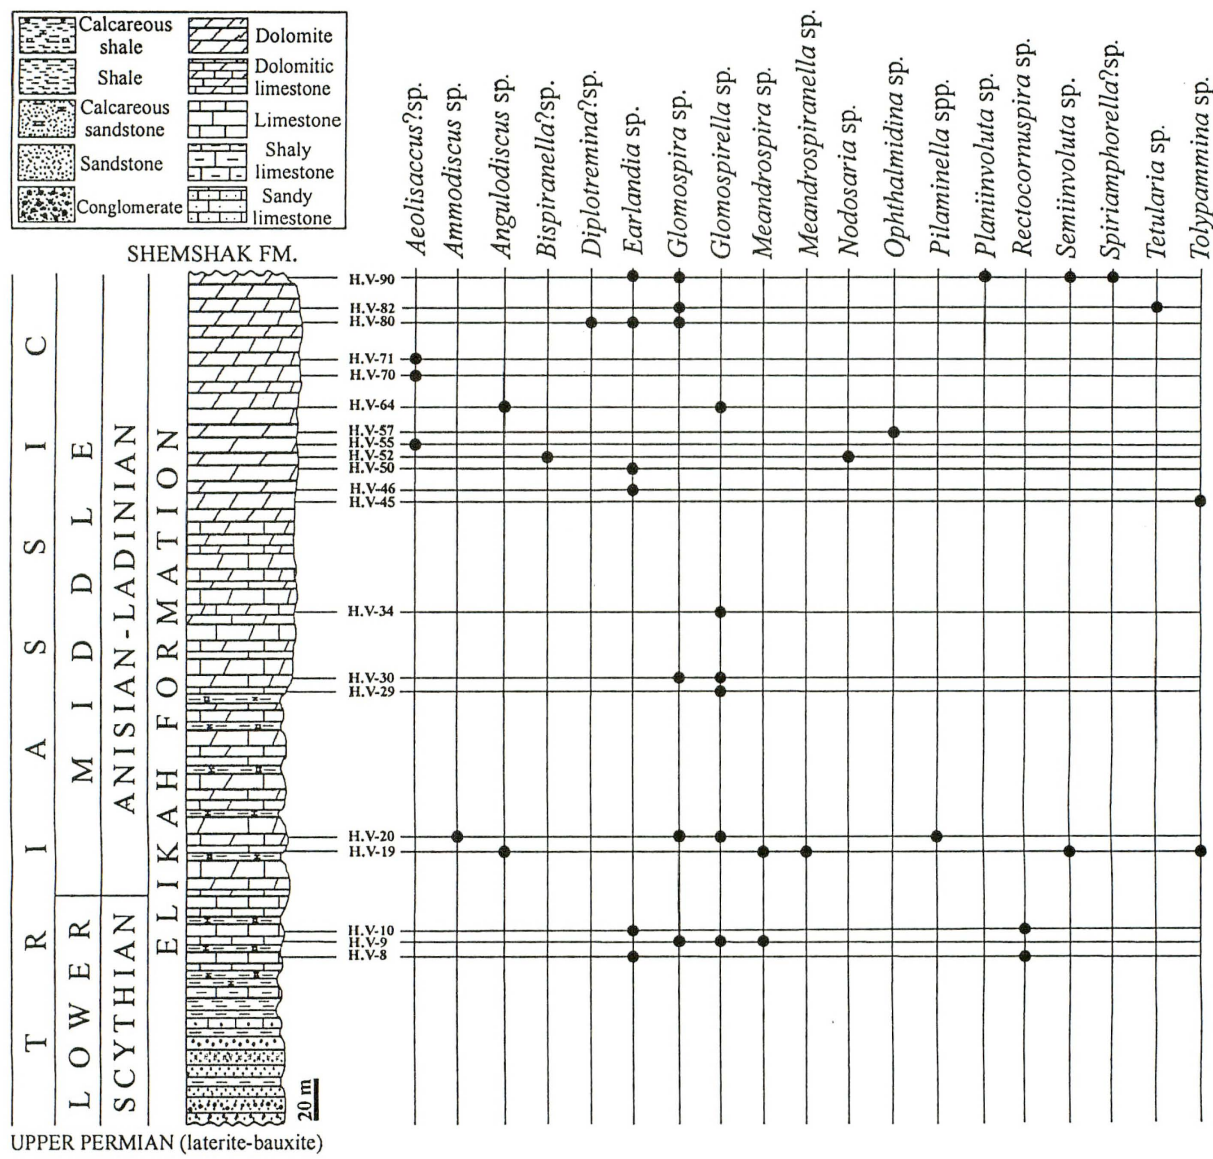 Calcareous
shale
Shale
Calcareous
sandstone
Sandstone
Conglomerate
Dolomite
Dolomitic
limestone
Limestone
Shaly
limestone
Sandy
limestone
Aeolisaccus?sp.
Ammodiscus sp.
Angulodiscus sp.
Bispiranella?sp.
Diplotremina?sp.
Earlandia sp.
Glomospira sp.
Glomospirella sp.
Meandrospira sp.
Meandrospiranella sp.
Nodosaria sp.
Ophthalmidina sp.
Pilaminella spp.
Planiinvoluta sp.
Rectocornuspira sp.
Semiinvoluta sp.
Spiriamphorella?sp.
Tetularia sp.
Tolypammina sp.
SHEMSHAK FM.
TRIASSIC
MIDDLE
LOWER
ANISIAN-LADINIAN
SCYTHIAN
ELIKAH FORMATION
H.V-90
H.V-82
H.V-80
H.V-71
H.V-70
H.V-64
H.V-57
H.V-55
H.V-52
H.V-50
H.V-46
H.V-45
H.V-34
H.V-30
H.V-29
H.V-20
H.V-19
H.V-10
H.V-9
H.V-8
20 m
UPPER PERMIAN (laterite-bauxite)